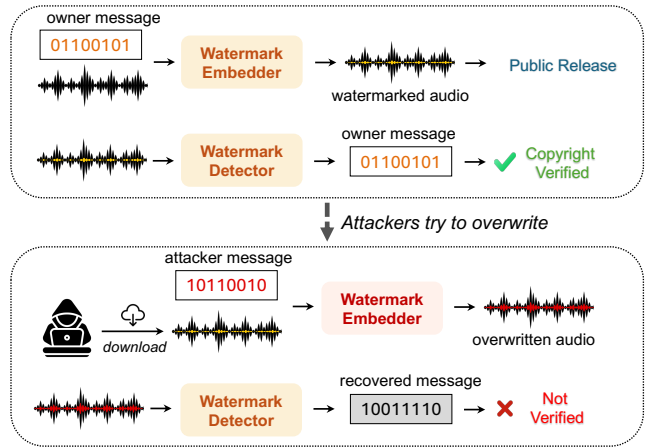 owner message
01100101
Watermark
Embedder
watermarked audio
Public Release
Watermark
Detector
owner message
01100101
Copyright
Verified
Attackers try to overwrite
attacker message
10110010
download
Watermark
Embedder
overwritten audio
Watermark
Detector
recovered message
10011110
Not
Verified